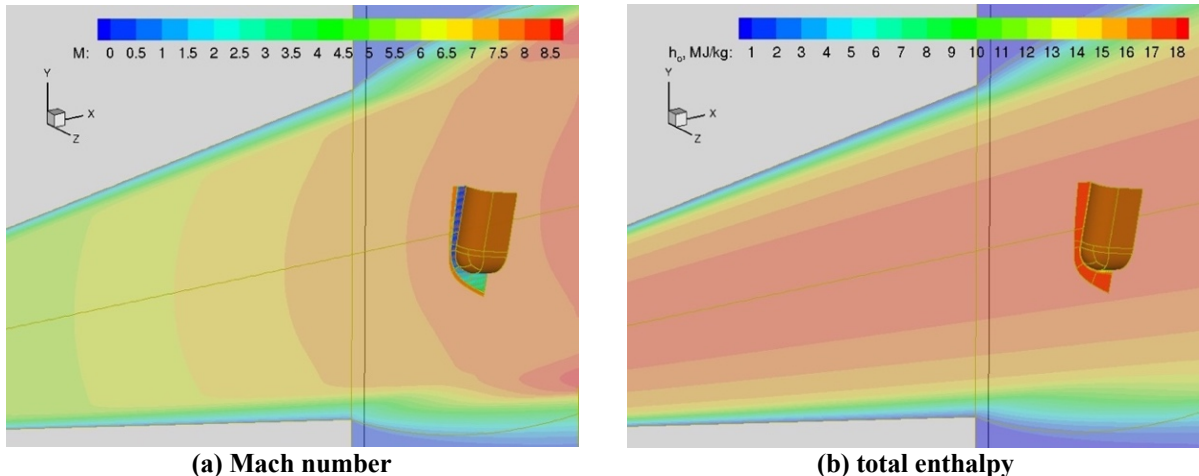 M: 0 0.5 1 1.5 2 2.5 3 3.5 4 4.5 5 5.5 6 6.5 7 7.5 8 8.5
Y
X
Z
(a) Mach number
h₀, MJ/kg: 1 2 3 4 5 6 7 8 9 10 11 12 13 14 15 16 17 18
Y
X
Z
(b) total enthalpy